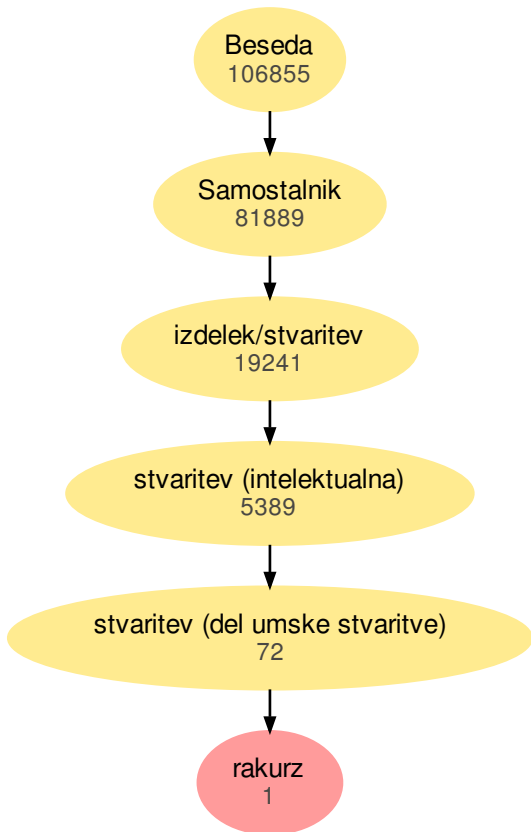 Beseda
106855
Samostalnik
81889
izdelek/stvaritev
19241
stvaritev (intelektualna)
5389
stvaritev (del umske stvaritve)
72
rakurz
1